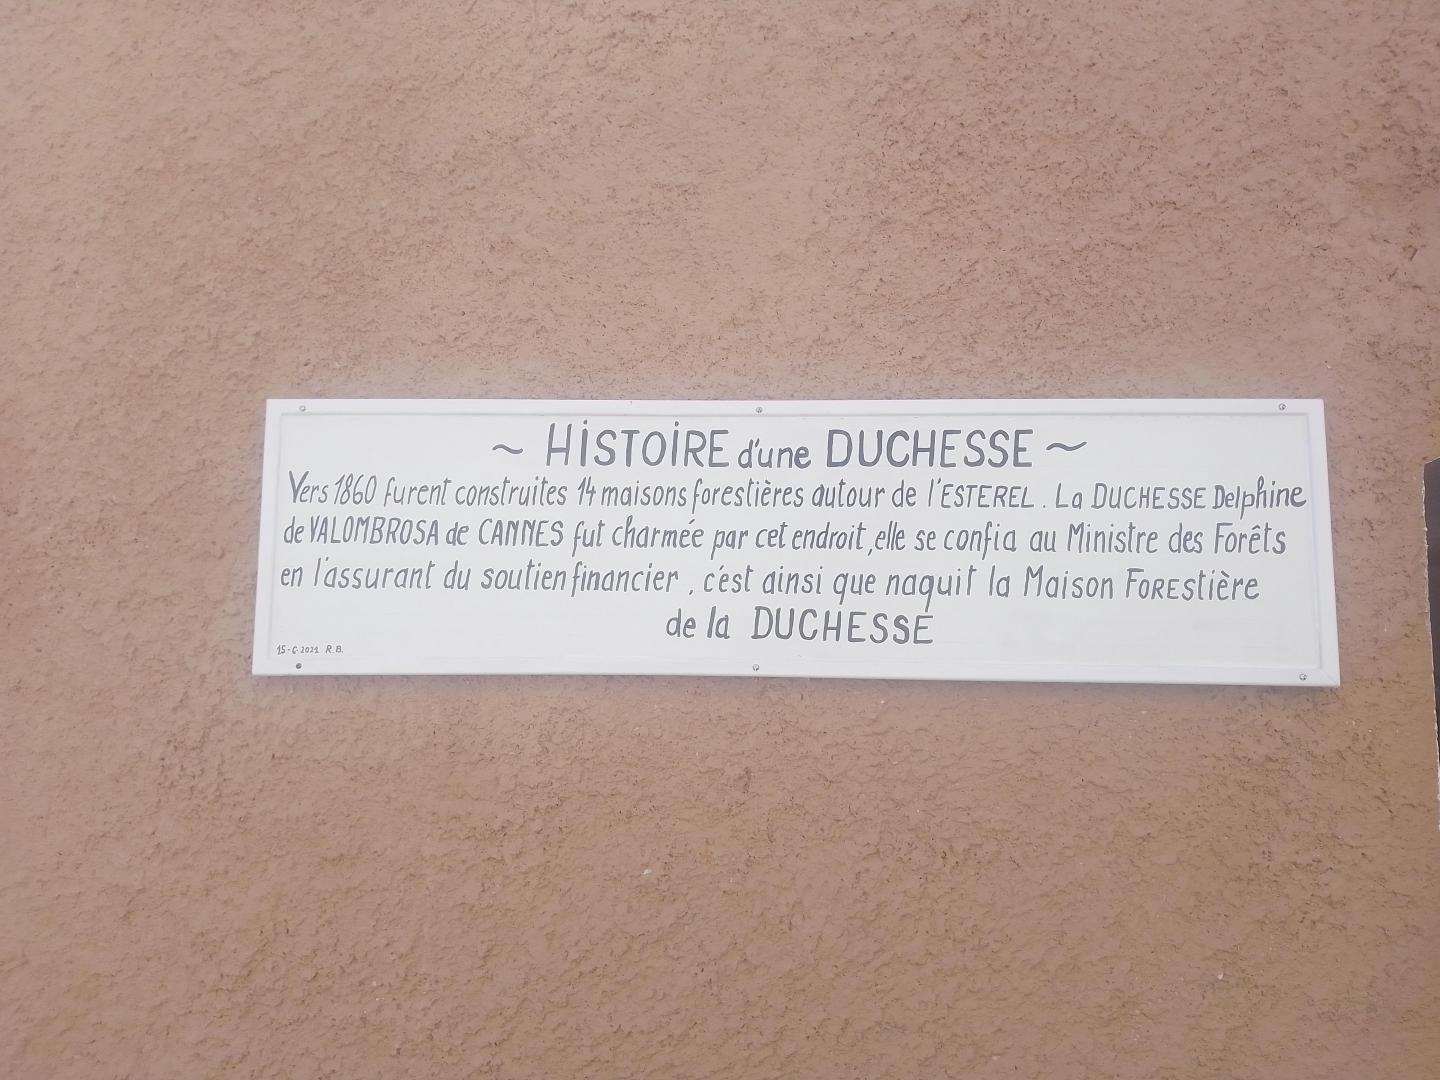 ~ HiSTOiRE d'une DUCHESSE ~
Vers 1860 furent construites 14 maisons forestières autour de l'ESTEREL. La DUCHESSE Delphine
de VALOMBROSA de CANNES fut charmée par cet endroit, elle se confia au Ministre des Forêts
en l'assurant du soutien financier, c'est ainsi que naquit la Maison FORESTière
de la DUCHESSE
15-6-2021 R.B.